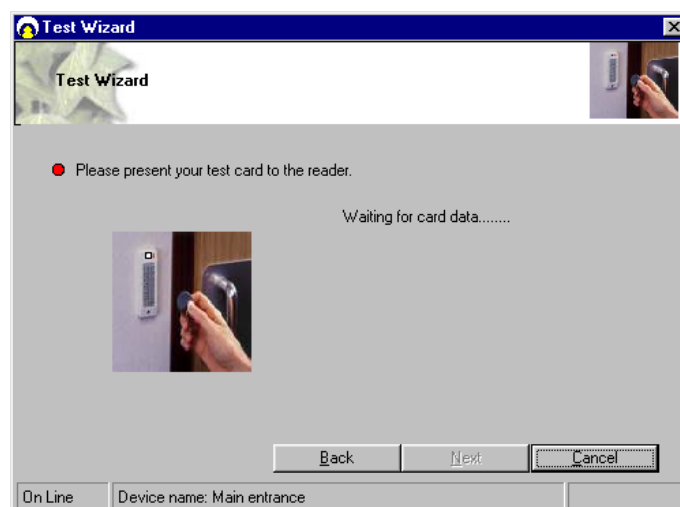 Test Wizard
Test Wizard
Please present your test card to the reader.
Waiting for card data........
Back
Next
Cancel
On Line
Device name: Main entrance